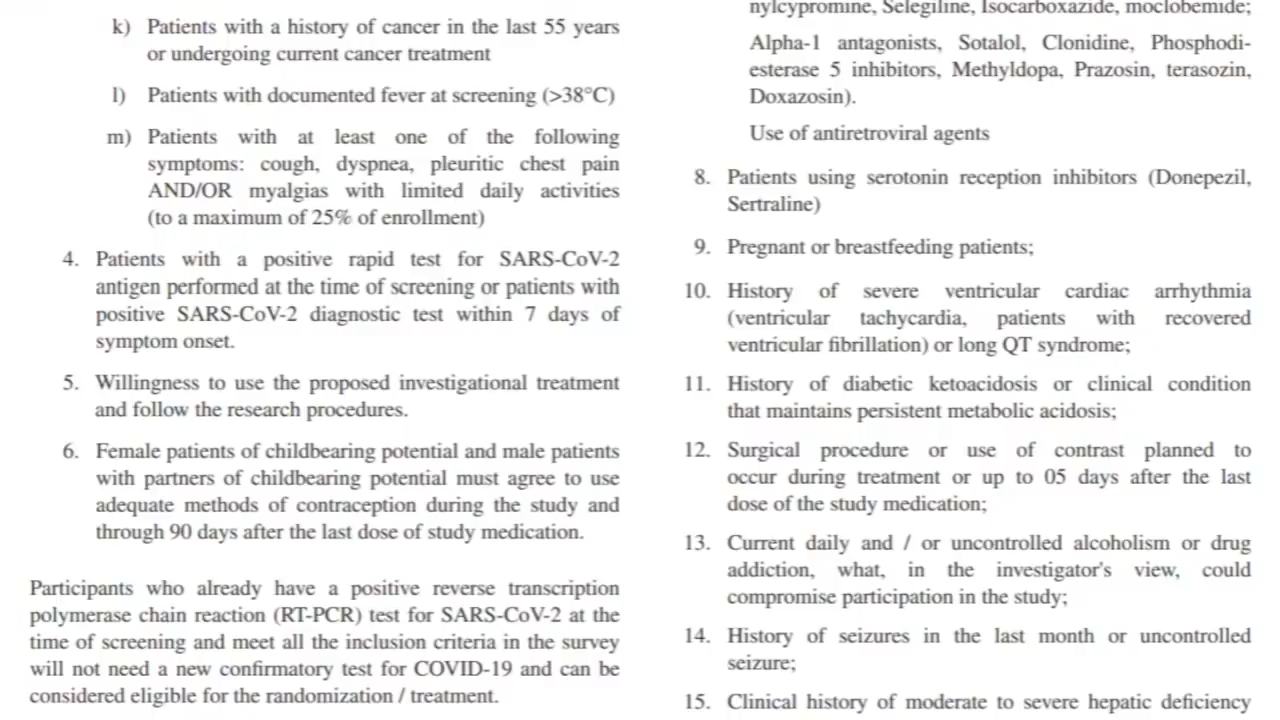 k) Patients with a history of cancer in the last 55 years
or undergoing current cancer treatment
l) Patients with documented fever at screening (>38°C)
m) Patients with at least one of the following
symptoms: cough, dyspnea, pleuritic chest pain
AND/OR myalgias with limited daily activities
(to a maximum of 25% of enrollment)
4. Patients with a positive rapid test for SARS-CoV-2
antigen performed at the time of screening or patients with
positive SARS-CoV-2 diagnostic test within 7 days of
symptom onset.
5. Willingness to use the proposed investigational treatment
and follow the research procedures.
6. Female patients of childbearing potential and male patients
with partners of childbearing potential must agree to use
adequate methods of contraception during the study and
through 90 days after the last dose of study medication.
Participants who already have a positive reverse transcription
polymerase chain reaction (RT-PCR) test for SARS-CoV-2 at the
time of screening and meet all the inclusion criteria in the survey
will not need a new confirmatory test for COVID-19 and can be
considered eligible for the randomization / treatment.
nylcypromine, Selegiline, Isocarboxazide, moclobemide;
Alpha-1 antagonists, Sotalol, Clonidine, Phosphodi-
esterase 5 inhibitors, Methyldopa, Prazosin, terasozin,
Doxazosin).
Use of antiretroviral agents
8. Patients using serotonin reception inhibitors (Donepezil,
Sertraline)
9. Pregnant or breastfeeding patients;
10. History of severe ventricular cardiac arrhythmia
(ventricular tachycardia, patients with recovered
ventricular fibrillation) or long QT syndrome;
11. History of diabetic ketoacidosis or clinical condition
that maintains persistent metabolic acidosis;
12. Surgical procedure or use of contrast planned to
occur during treatment or up to 05 days after the last
dose of the study medication;
13. Current daily and / or uncontrolled alcoholism or drug
addiction, what, in the investigator's view, could
compromise participation in the study;
14. History of seizures in the last month or uncontrolled
seizure;
15. Clinical history of moderate to severe hepatic deficiency